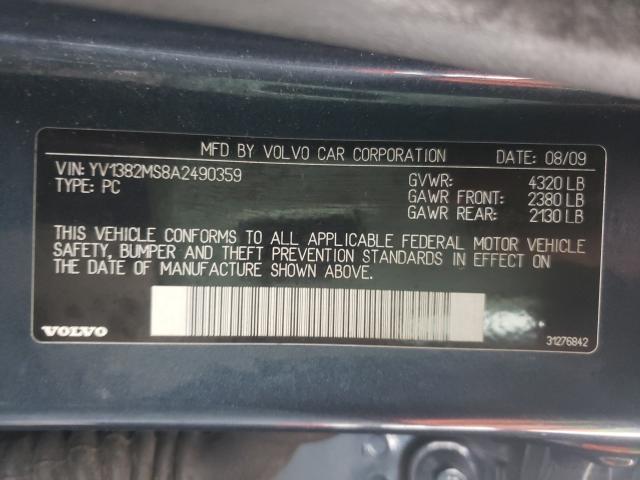 MFD BY VOLVO CAR CORPORATION DATE: 08/09
VIN: YV1382MS8A2490359
TYPE: PC
GVWR: 4320 LB
GAWR FRONT: 2380 LB
GAWR REAR: 2130 LB
THIS VEHICLE CONFORMS TO ALL APPLICABLE FEDERAL MOTOR VEHICLE
SAFETY, BUMPER AND THEFT PREVENTION STANDARDS IN EFFECT ON
THE DATE OF MANUFACTURE SHOWN ABOVE.
VOLVO
31276842